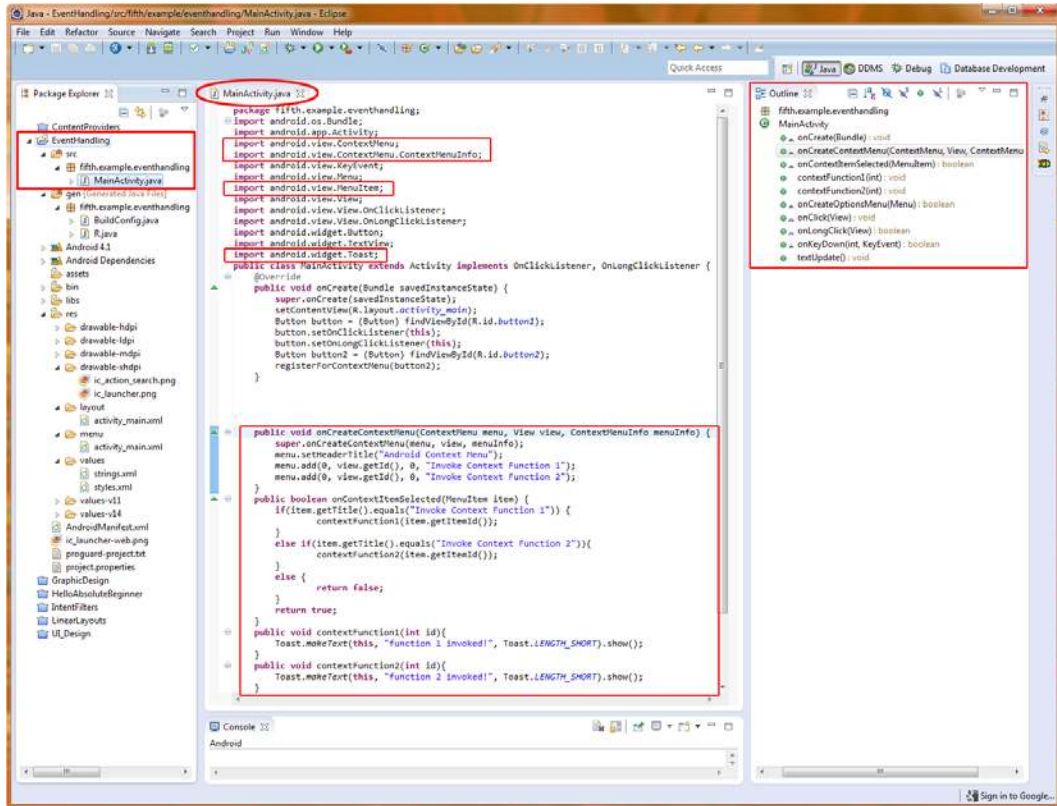 Java - EventHandling/src/fifth/example/eventhandling/MainActivity.java - Eclipse
File Edit Refactor Source Navigate Search Project Run Window Help
Quick Access
Java
DDMS
Debug
Database Development
Package Explorer
ContentProviders
EventHandling
src
fifth.example.eventhandling
MainActivity.java
gen [Generated Java Files]
fifth.example.eventhandling
BuildConfig.java
R.java
Android 4.1
Android Dependencies
assets
bin
libs
res
drawable-hdpi
drawable-ldpi
drawable-mdpi
drawable-xhdpi
ic_action_search.png
ic_launcher.png
layout
activity_main.xml
menu
activity_main.xml
values
strings.xml
styles.xml
values-v11
values-v14
AndroidManifest.xml
ic_launcher-web.png
proguard-project.txt
project.properties
GraphicDesign
HelloAbsoluteBeginner
IntentFilters
LinearLayouts
UI_Design
MainActivity.java
package fifth.example.eventhandling;
import android.os.Bundle;
import android.app.Activity;
import android.view.ContextMenu;
import android.view.ContextMenu.ContextMenuInfo;
import android.view.KeyEvent;
import android.view.Menu;
import android.view.MenuItem;
import android.view.View;
import android.view.View.OnClickListener;
import android.view.View.OnLongClickListener;
import android.widget.Button;
import android.widget.TextView;
import android.widget.Toast;
public class MainActivity extends Activity implements OnClickListener, OnLongClickListener {
@Override
public void onCreate(Bundle savedInstanceState) {
super.onCreate(savedInstanceState);
setContentView(R.layout.activity_main);
Button button = (Button) findViewById(R.id.button1);
button.setOnClickListener(this);
button.setOnLongClickListener(this);
Button button2 = (Button) findViewById(R.id.button2);
registerForContextMenu(button2);
}
public void onCreateContextMenu(ContextMenu menu, View view, ContextMenuInfo menuInfo) {
super.onCreateContextMenu(menu, view, menuInfo);
menu.setHeaderTitle("Android Context Menu");
menu.add(0, view.getId(), 0, "Invoke Context Function 1");
menu.add(0, view.getId(), 0, "Invoke Context Function 2");
}
public boolean onContextItemSelected(MenuItem item) {
if(item.getTitle().equals("Invoke Context Function 1")) {
contextFunction1(item.getItemId());
}
else if(item.getTitle().equals("Invoke Context Function 2")){
contextFunction2(item.getItemId());
}
else {
return false;
}
return true;
}
public void contextFunction1(int id){
Toast.makeText(this, "function 1 invoked!", Toast.LENGTH_SHORT).show();
}
public void contextFunction2(int id){
Toast.makeText(this, "function 2 invoked!", Toast.LENGTH_SHORT).show();
}
Console
Android
Outline
fifth.example.eventhandling
MainActivity
onCreate(Bundle) : void
onCreateContextMenu(ContextMenu, View, ContextMenu
onContextItemSelected(MenuItem) : boolean
contextFunction1(int) : void
contextFunction2(int) : void
onCreateOptionsMenu(Menu) : boolean
onClick(View) : void
onLongClick(View) : boolean
onKeyDown(int, KeyEvent) : boolean
textUpdate() : void
Sign in to Google...